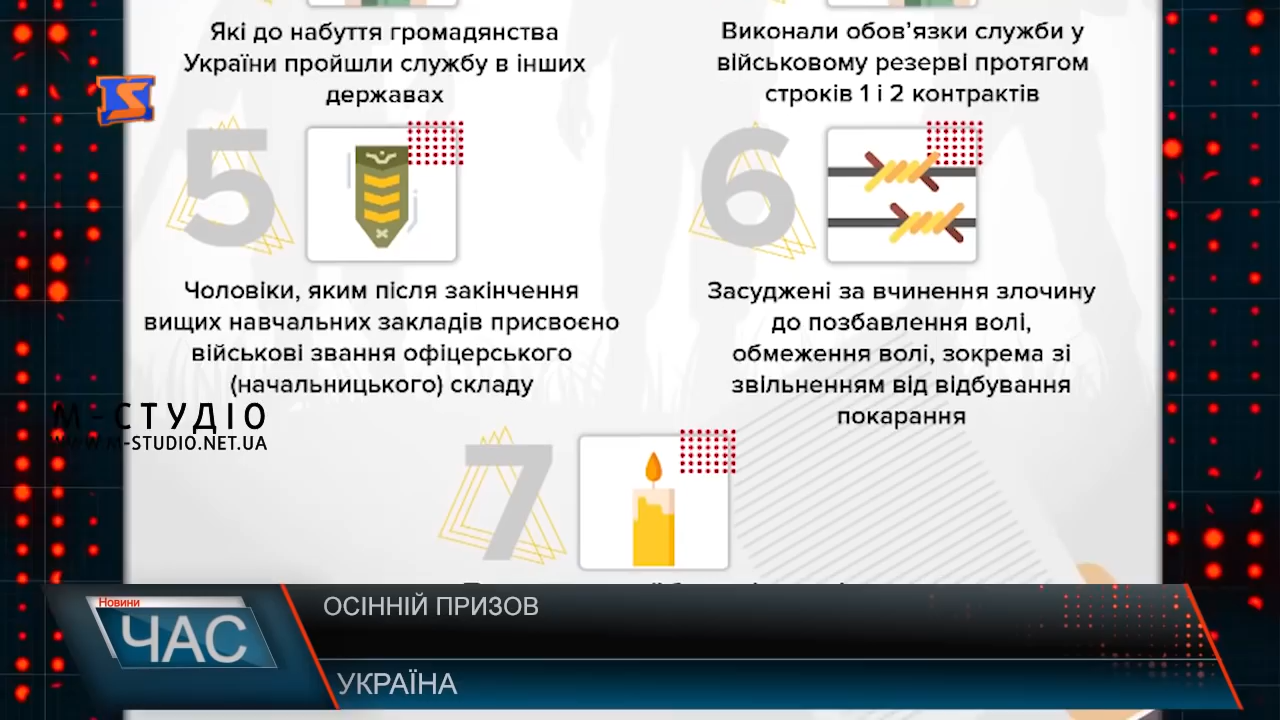 Які до набуття громадянства
України пройшли службу в інших
державах
Виконали обов’язки служби у
військовому резерві протягом
строків 1 і 2 контрактів
5
Чоловіки, яким після закінчення
вищих навчальних закладів присвоєно
військові звання офіцерського
(начальницького) складу
6
Засуджені за вчинення злочину
до позбавлення волі,
обмеження волі, зокрема зі
звільненням від відбування
покарання
М-СТУДІО
WWW.M-STUDIO.NET.UA
7
Новини
ЧАС
ОСІННІЙ ПРИЗОВ
УКРАЇНА